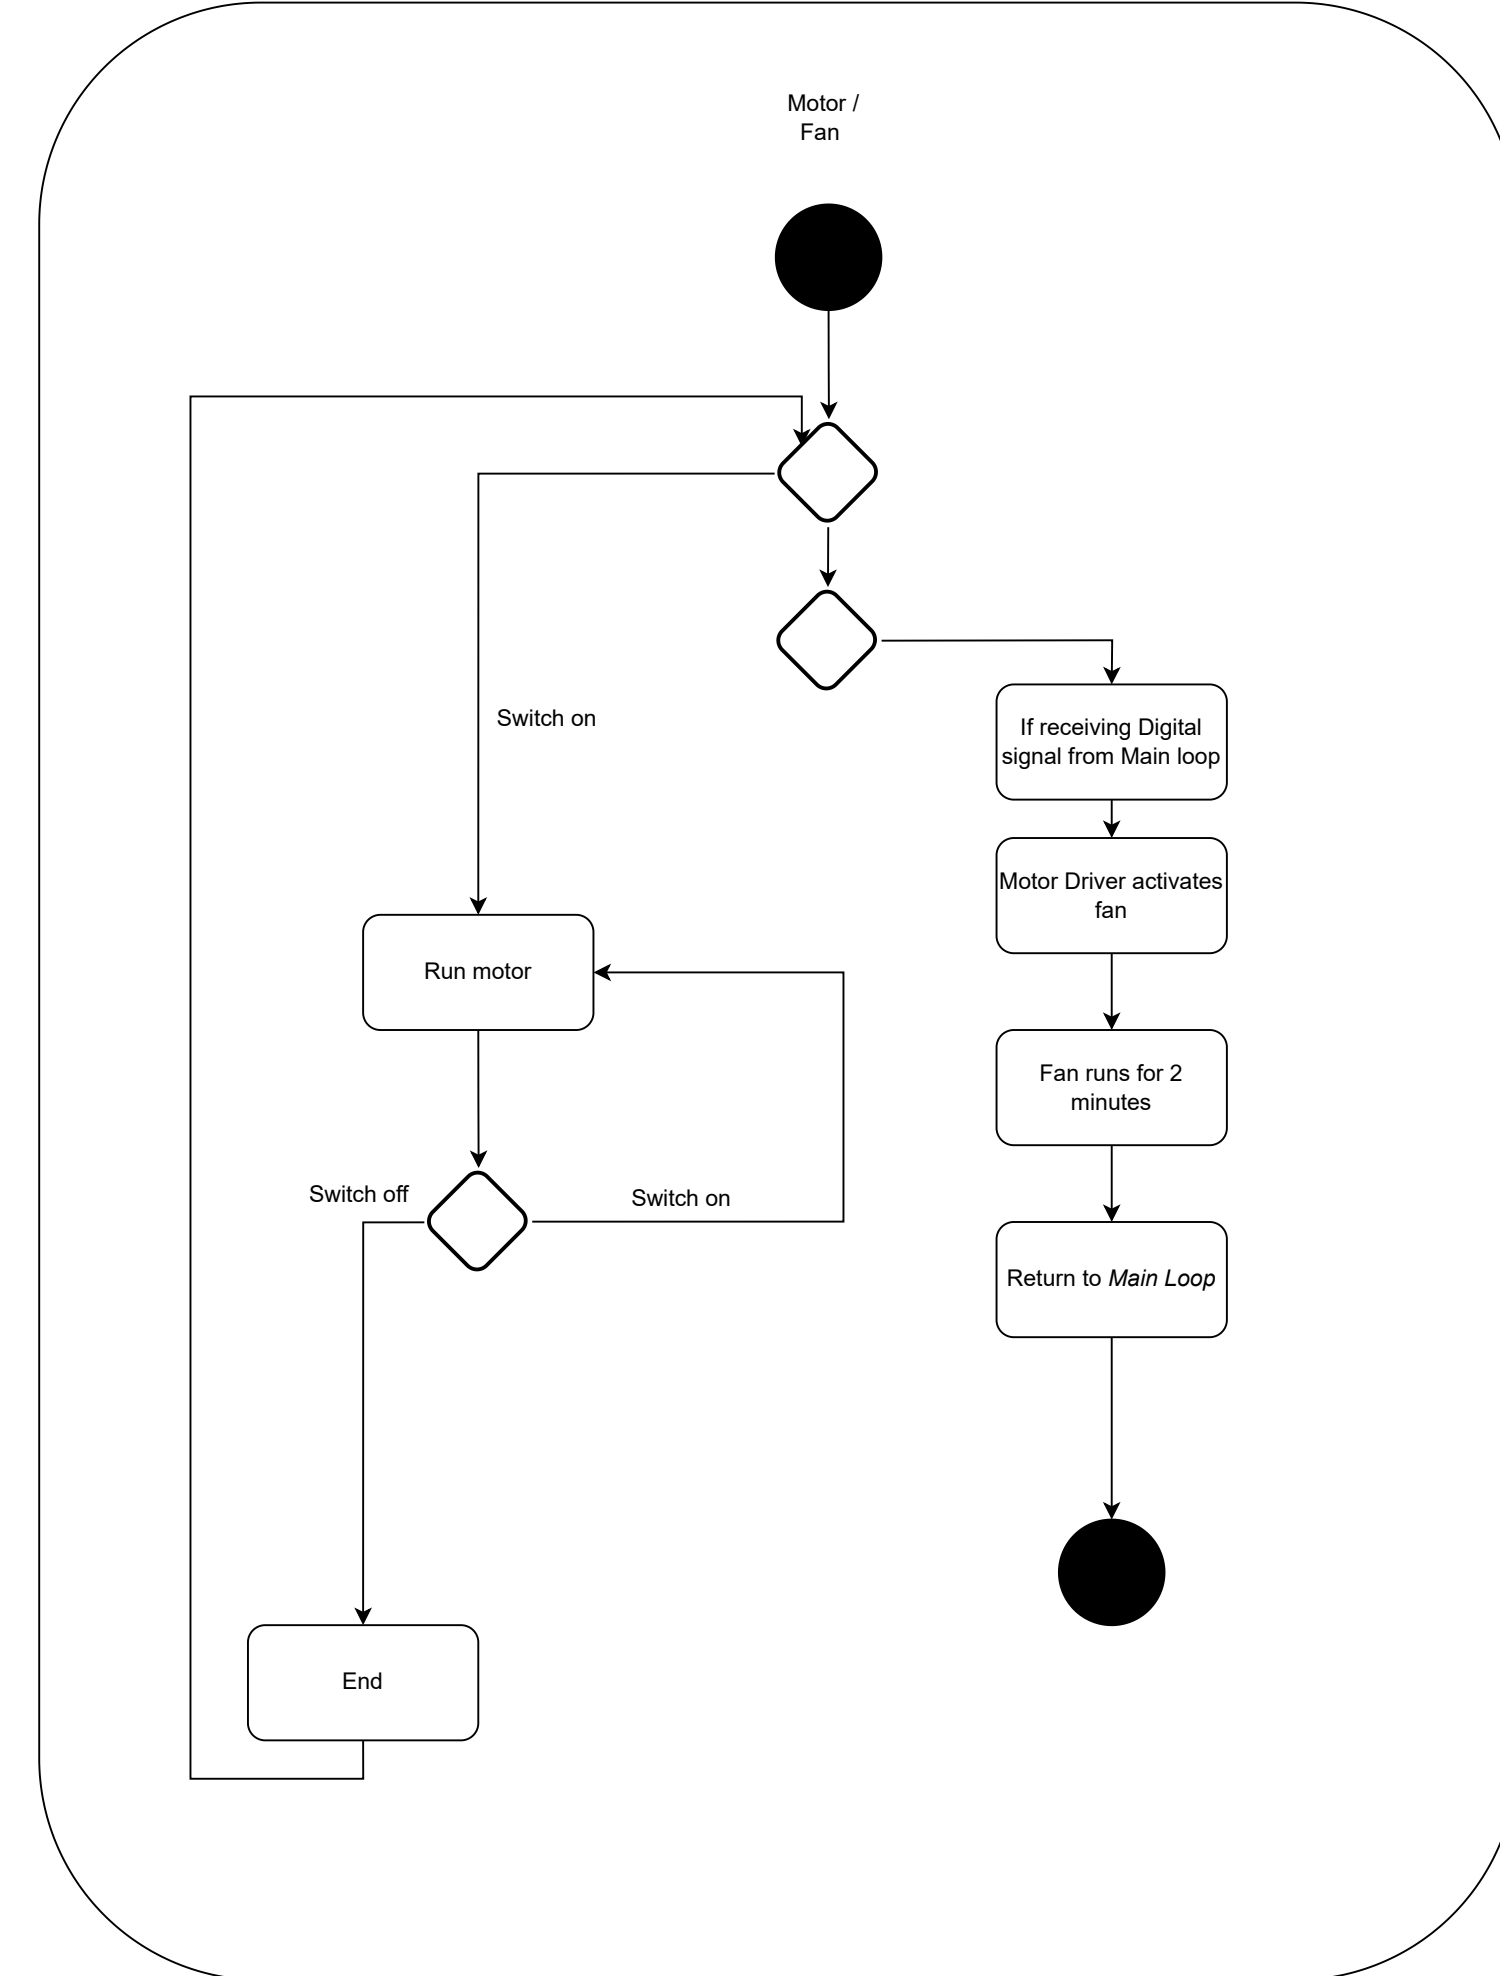 Motor /
Fan
Switch on
If receiving Digital
signal from Main loop
Motor Driver activates
fan
Run motor
Fan runs for 2
minutes
Switch off
Switch on
Return to Main Loop
End